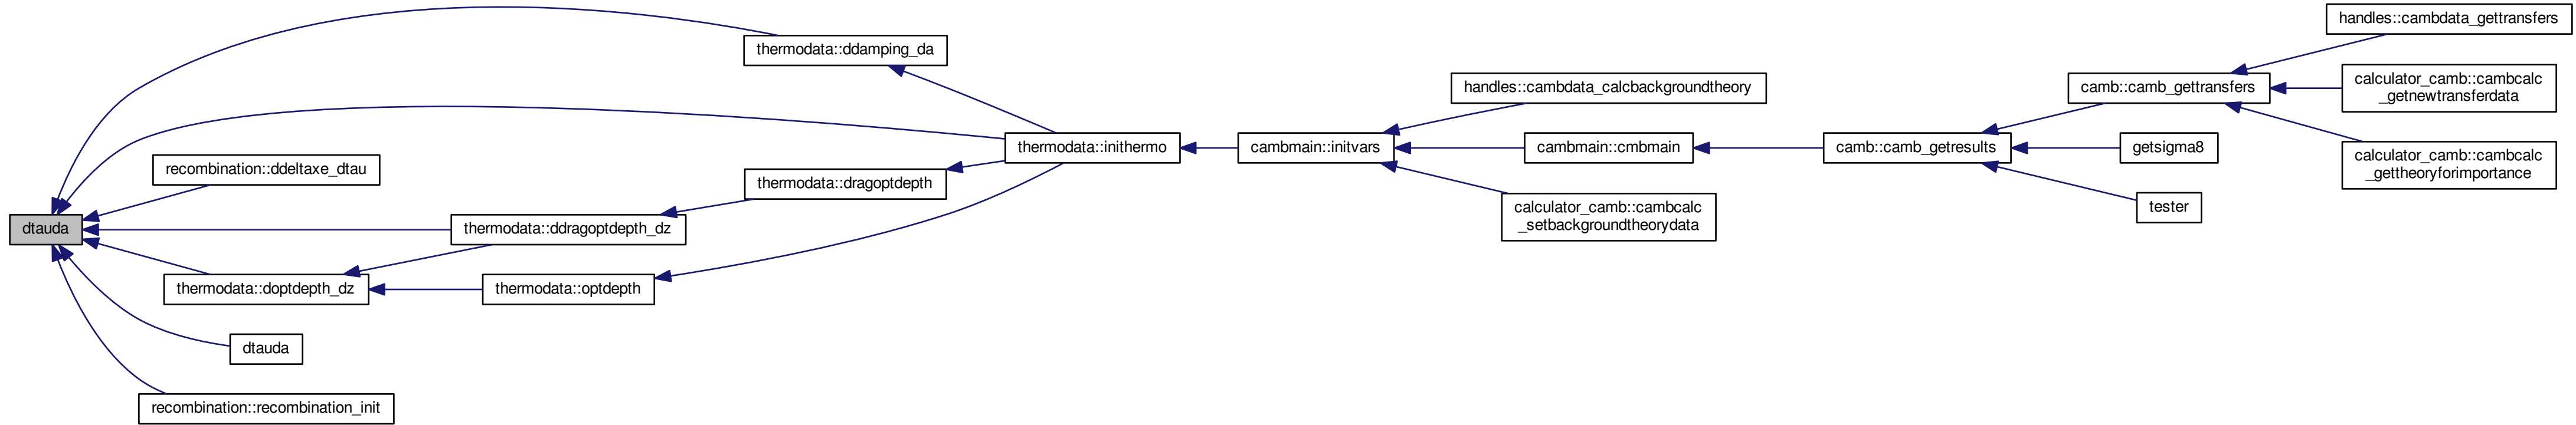 handles::cambdata_gettransfers
thermodata::ddamping_da
handles::cambdata_calcbackgroundtheory
camb::camb_gettransfers
calculator_camb::cambcalc
_getnewtransferdata
thermodata::inithermo
cambmain::initvars
cambmain::cmbmain
camb::camb_getresults
getsigma8
calculator_camb::cambcalc
_gettheoryforimportance
recombination::ddeltaxe_dtau
thermodata::dragoptdepth
calculator_camb::cambcalc
_setbackgroundtheorydata
tester
dtauda
thermodata::ddragoptdepth_dz
thermodata::doptdepth_dz
thermodata::optdepth
dtauda
recombination::recombination_init